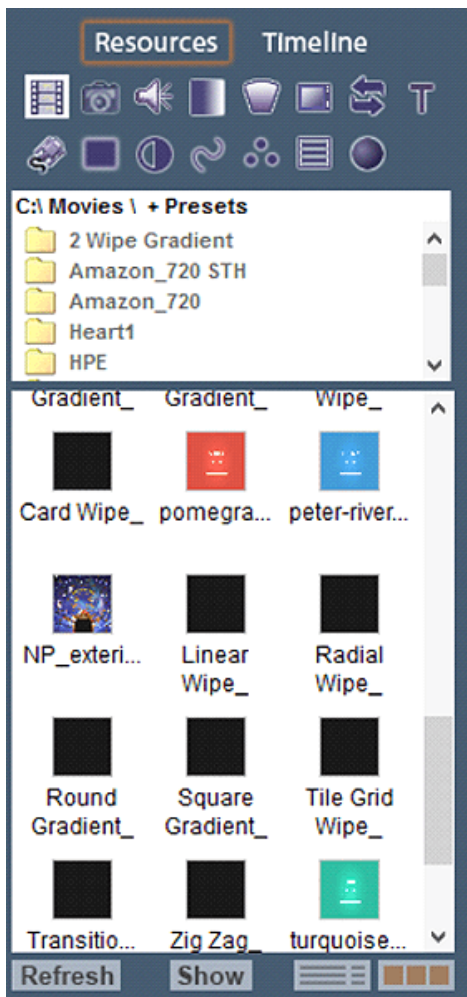 Resources Timeline
T
C:\ Movies \ + Presets
2 Wipe Gradient
Amazon_720 STH
Amazon_720
Heart1
HPE
Gradient_ Gradient_ Wipe_
Card Wipe_ pomegra... peter-river...
NP_exteri... Linear Radial
Wipe_ Wipe_
Round Square Tile Grid
Gradient_ Gradient_ Wipe_
Transitio... Zig Zag_ turquoise...
Refresh Show